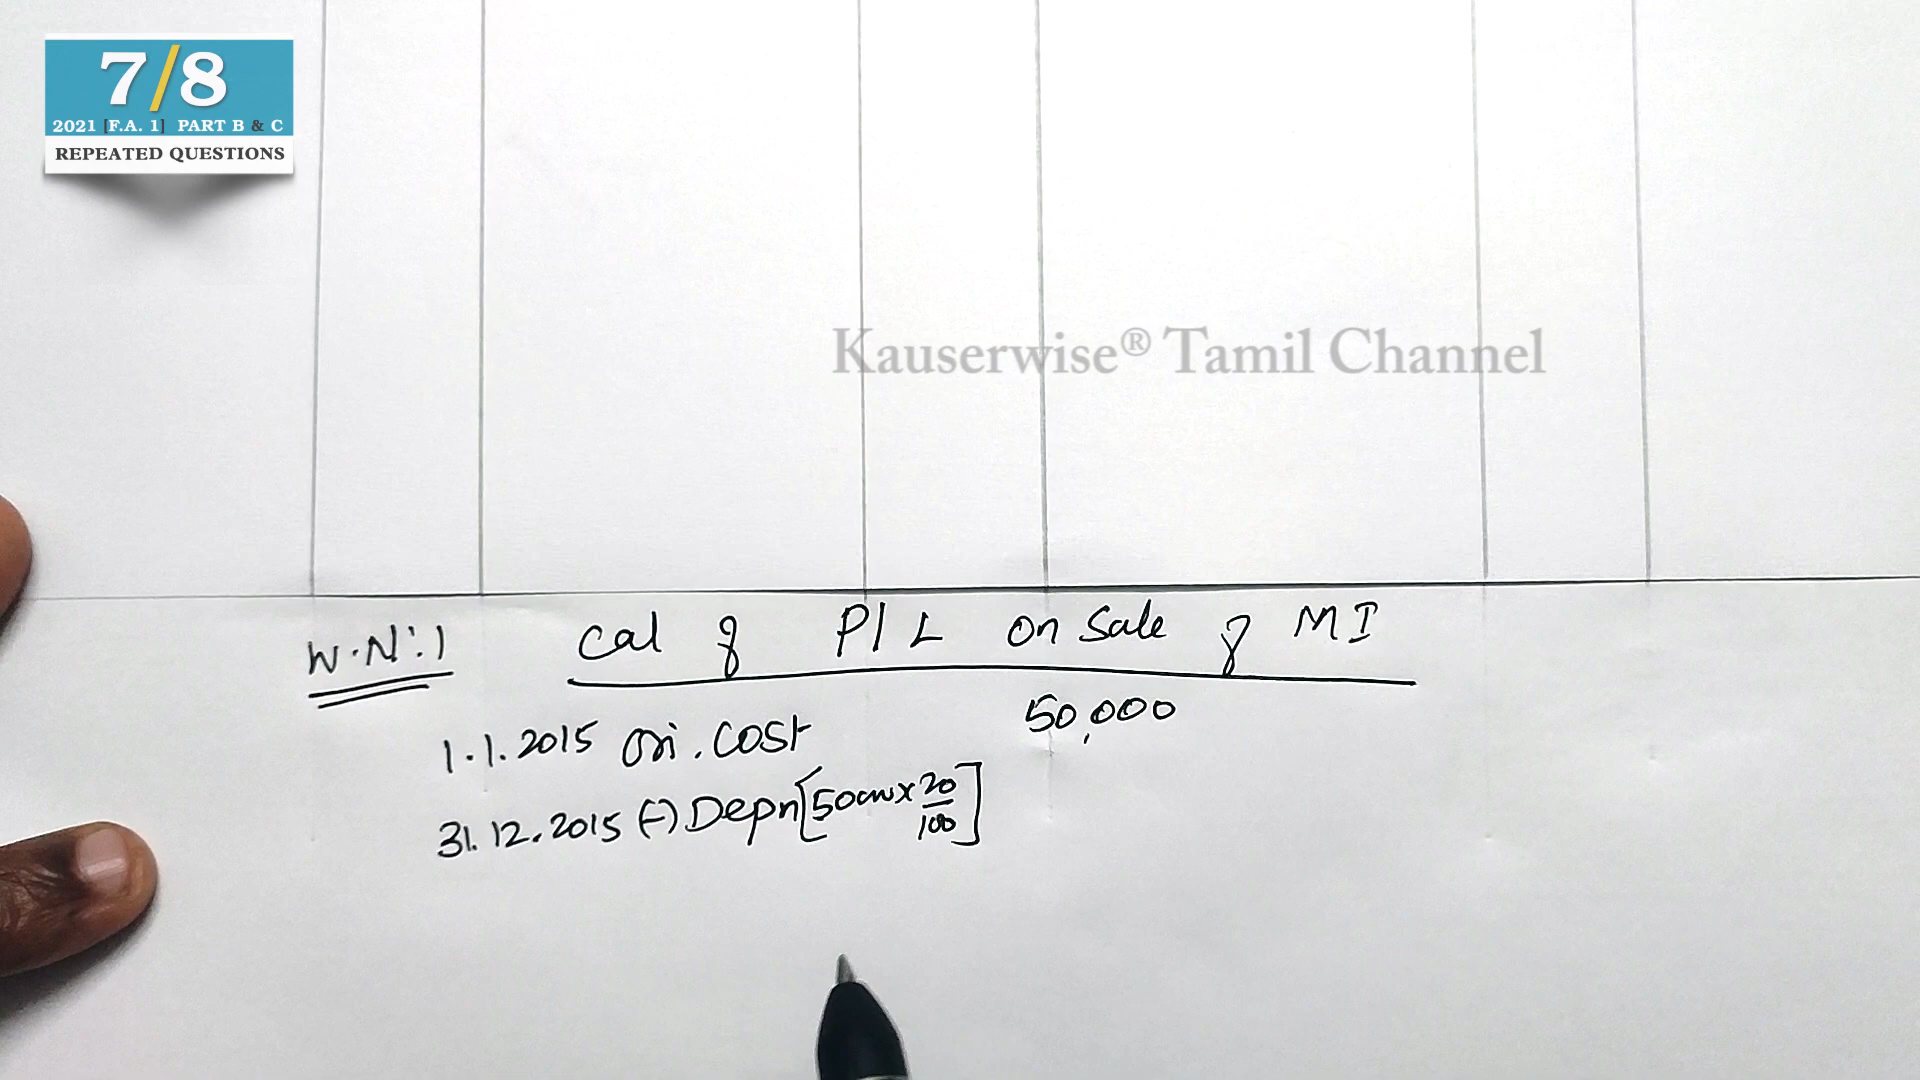 7/8
2021 [F.A. 1] PART B & C
REPEATED QUESTIONS
Kauserwise® Tamil Channel
W.N:1 Cal of P/L on Sale of M I
1.1.2015 Ori. Cost 50,000
31.12.2015 (-) Depn [50000 x 20/100]